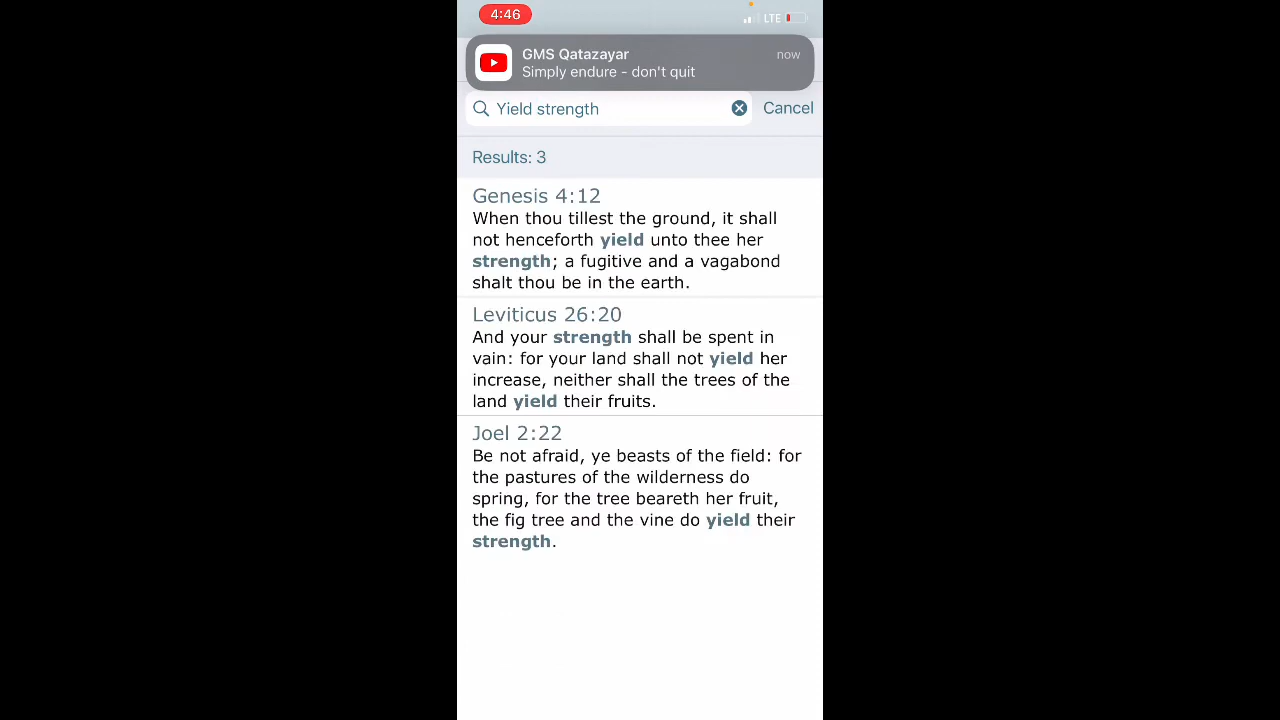 4:46
LTE
GMS Qatazayar
now
Simply endure - don't quit
Yield strength
Cancel
Results: 3
Genesis 4:12
When thou tillest the ground, it shall
not henceforth yield unto thee her
strength; a fugitive and a vagabond
shalt thou be in the earth.
Leviticus 26:20
And your strength shall be spent in
vain: for your land shall not yield her
increase, neither shall the trees of the
land yield their fruits.
Joel 2:22
Be not afraid, ye beasts of the field: for
the pastures of the wilderness do
spring, for the tree beareth her fruit,
the fig tree and the vine do yield their
strength.